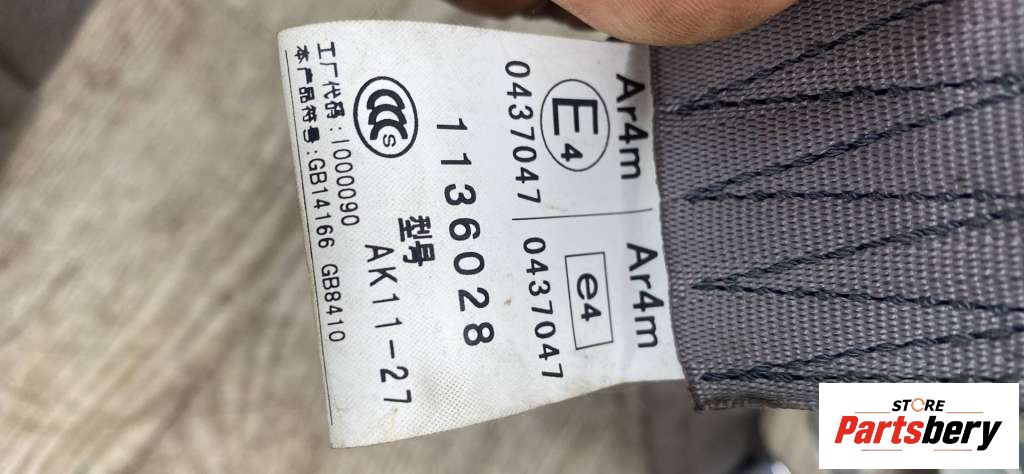 Ar4m
E4
0437047
Ar4m
e4
0437047
1136028
CCC S
型号
AK11-27
工厂代码:I000090
本产品符号:GB14166 GB8410
STORE
Partsbery